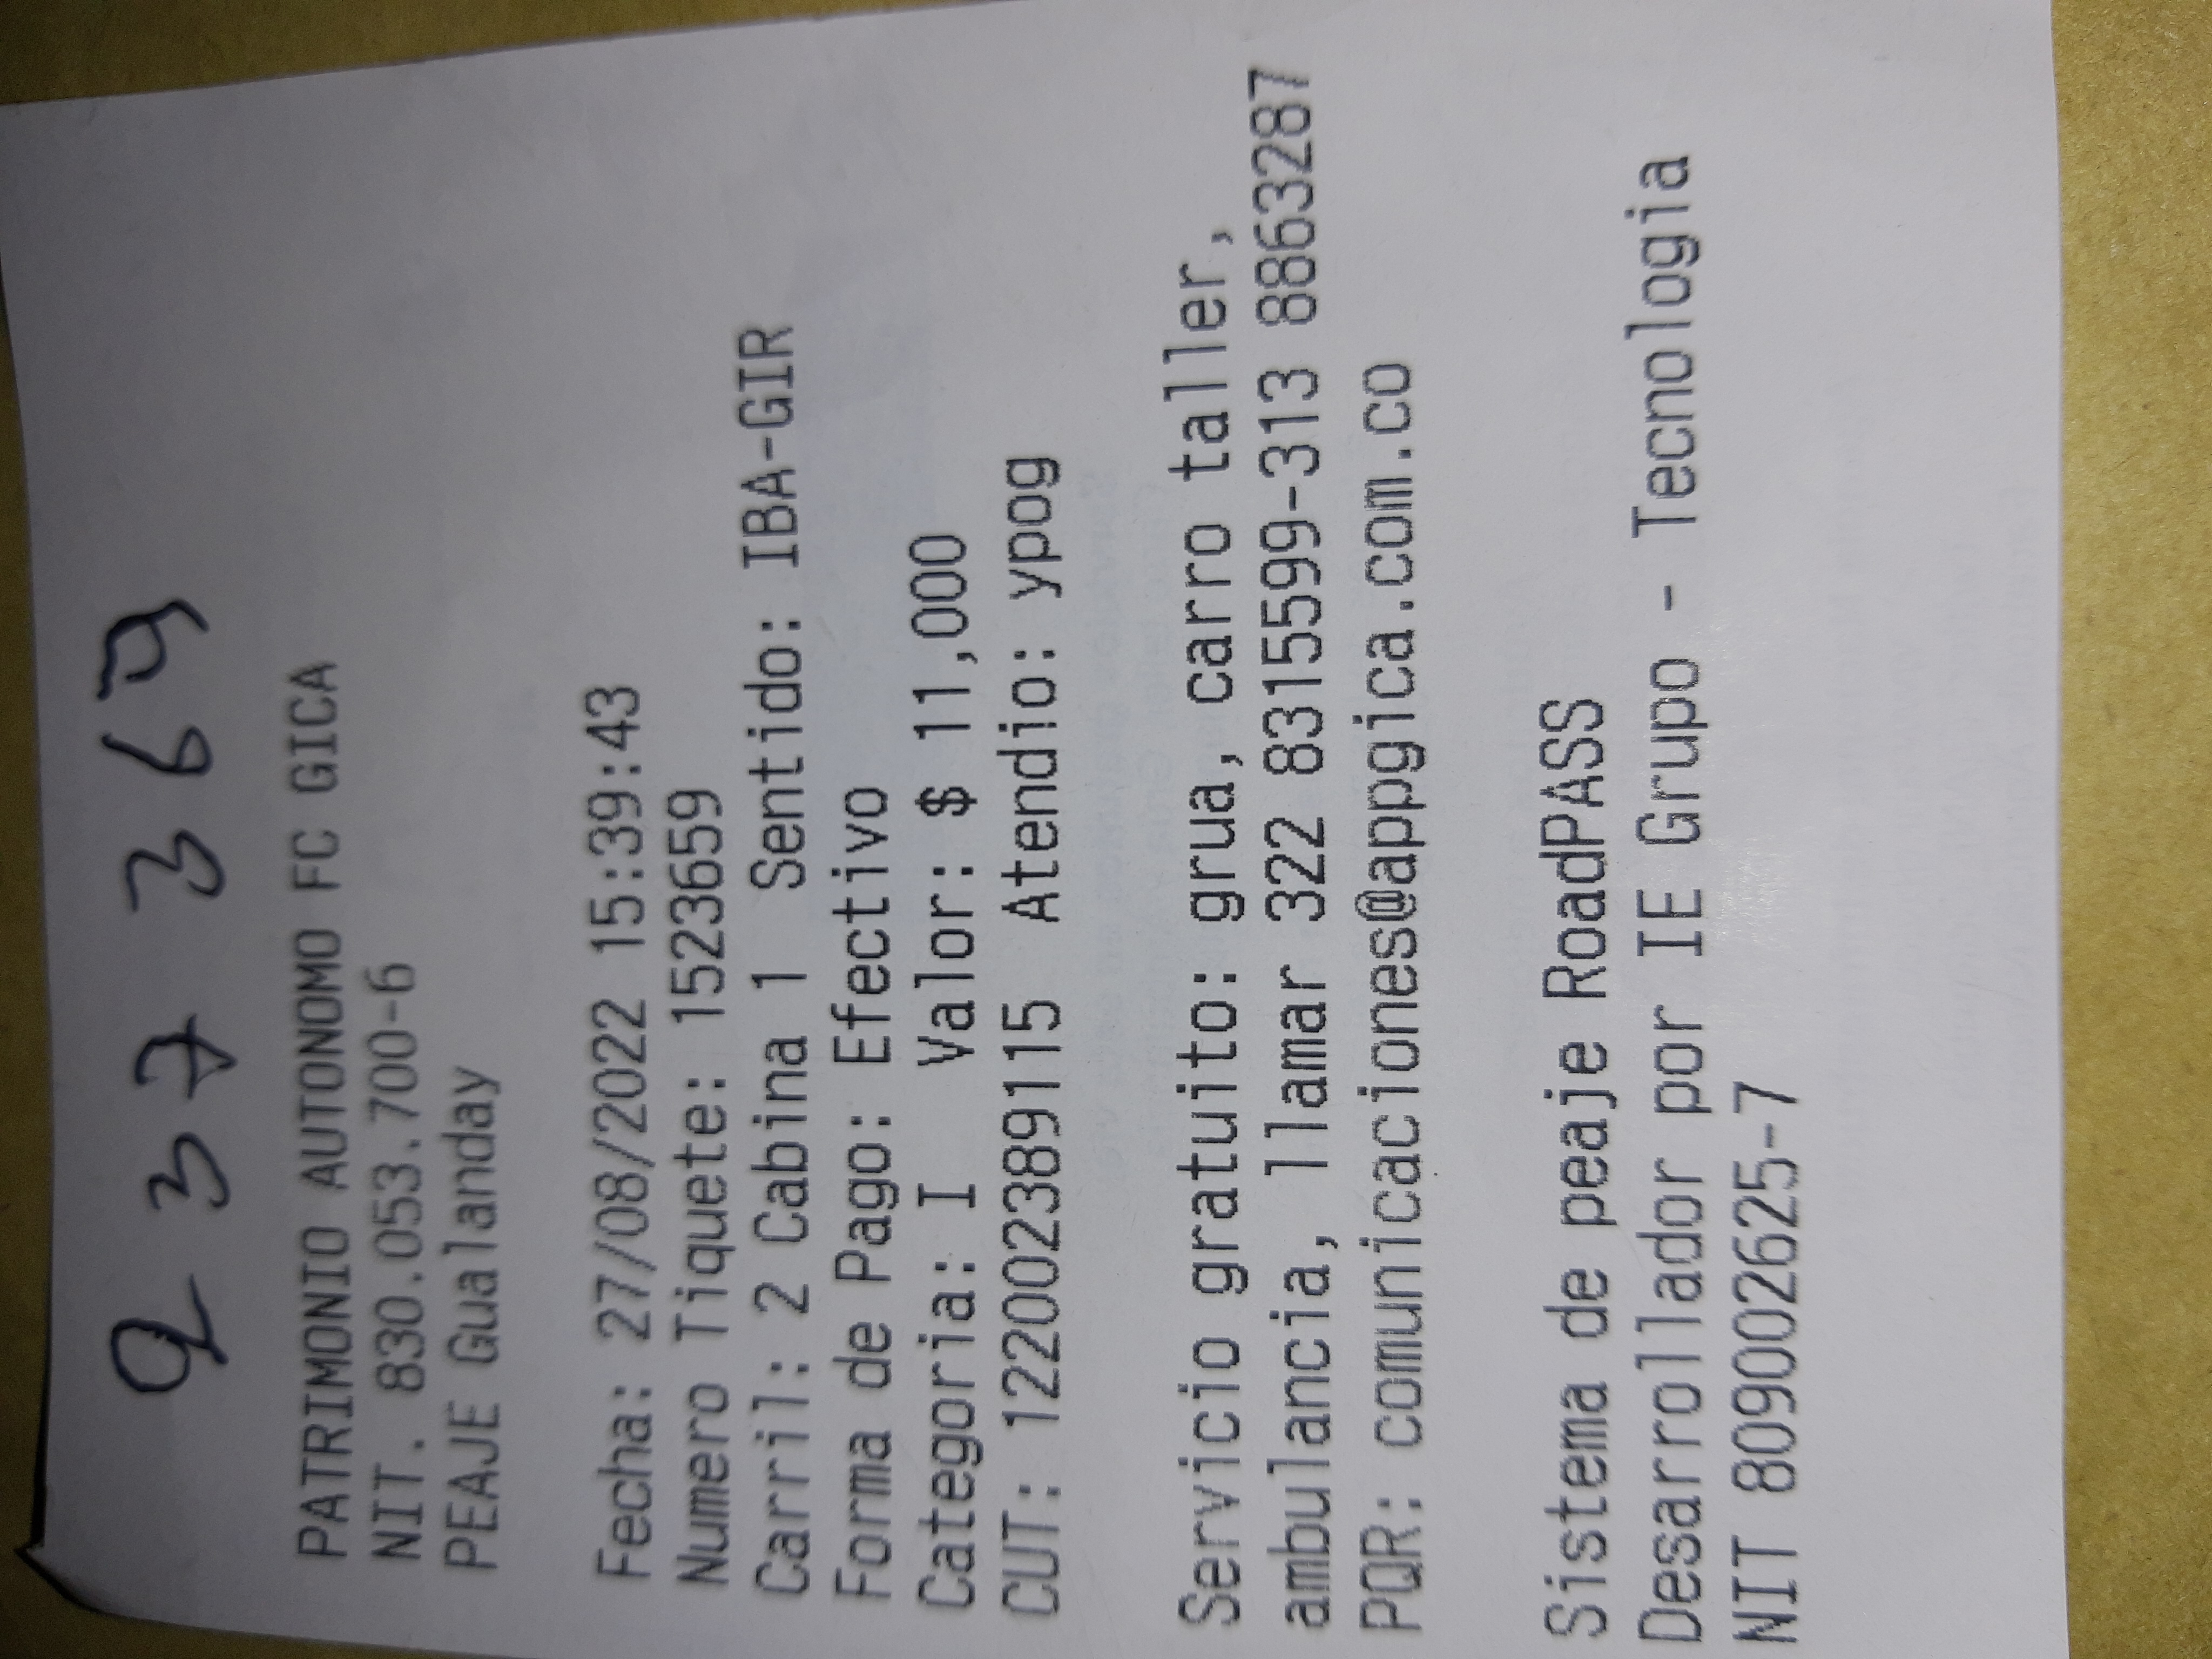 237369
PATRIMONIO AUTONOMO FC GICA
NIT. 830.053.700-6
PEAJE Gualanday
Fecha: 27/08/2022 15:39:43
Numero Tiquete: 1523659
Carril: 2 Cabina 1 Sentido: IBA-GIR
Forma de Pago: Efectivo
Categoria: I Valor: $ 11,000
CUT: 122002389115 Atendio: ypog
Servicio gratuito: grua, carro taller,
ambulancia, llamar 322 8315599-313 8863287
PQR: comunicaciones@appgica.com.co
Sistema de peaje RoadPASS
Desarrollador por IE Grupo - Tecnologia
NIT 809002625-7